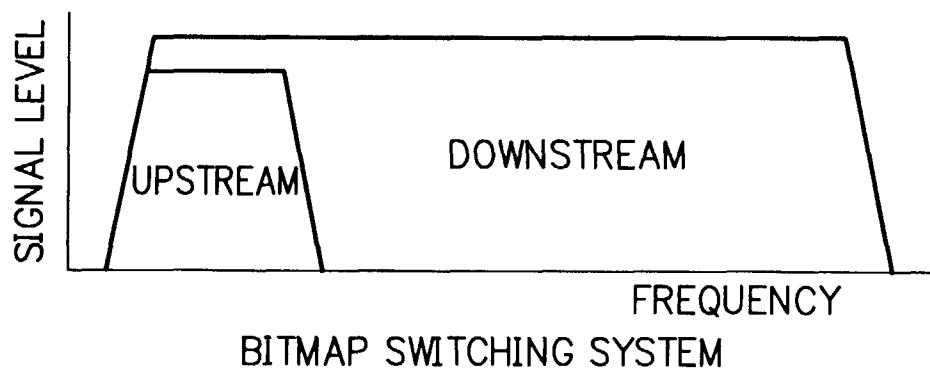 SIGNAL LEVEL
UPSTREAM
DOWNSTREAM
FREQUENCY
BITMAP SWITCHING SYSTEM